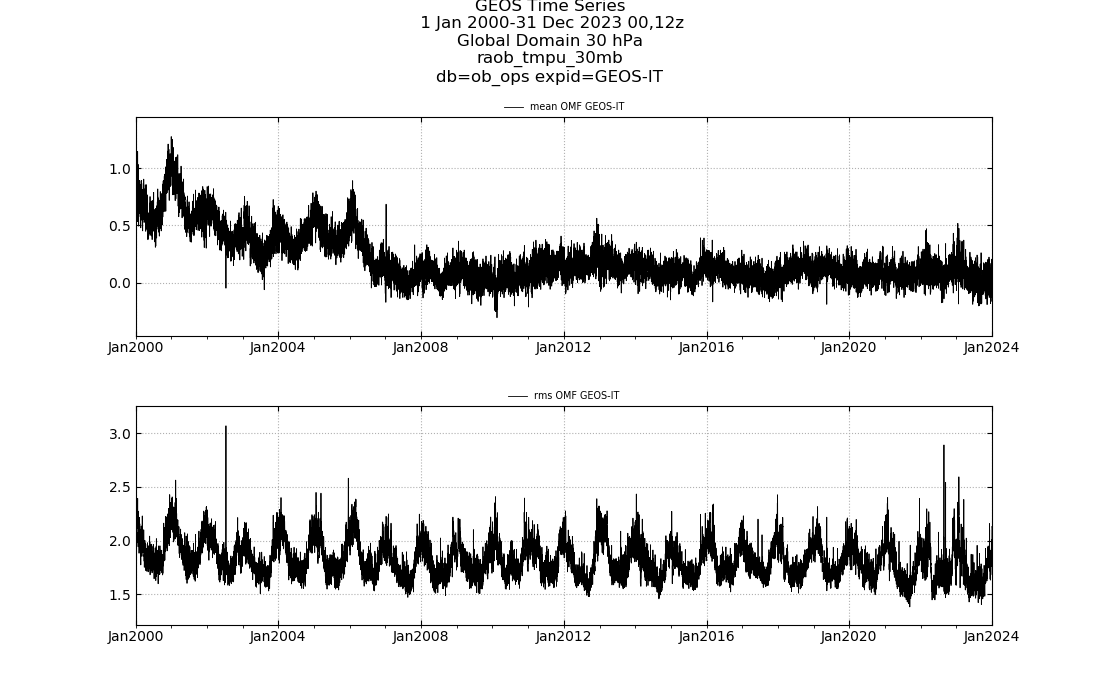 GEOS Time Series
1 Jan 2000-31 Dec 2023 00,12z
Global Domain 30 hPa
raob_tmpu_30mb
db=ob_ops expid=GEOS-IT
mean OMF GEOS-IT
1.0
0.5
0.0
Jan2000 Jan2004 Jan2008 Jan2012 Jan2016 Jan2020 Jan2024
rms OMF GEOS-IT
3.0
2.5
2.0
1.5
Jan2000 Jan2004 Jan2008 Jan2012 Jan2016 Jan2020 Jan2024